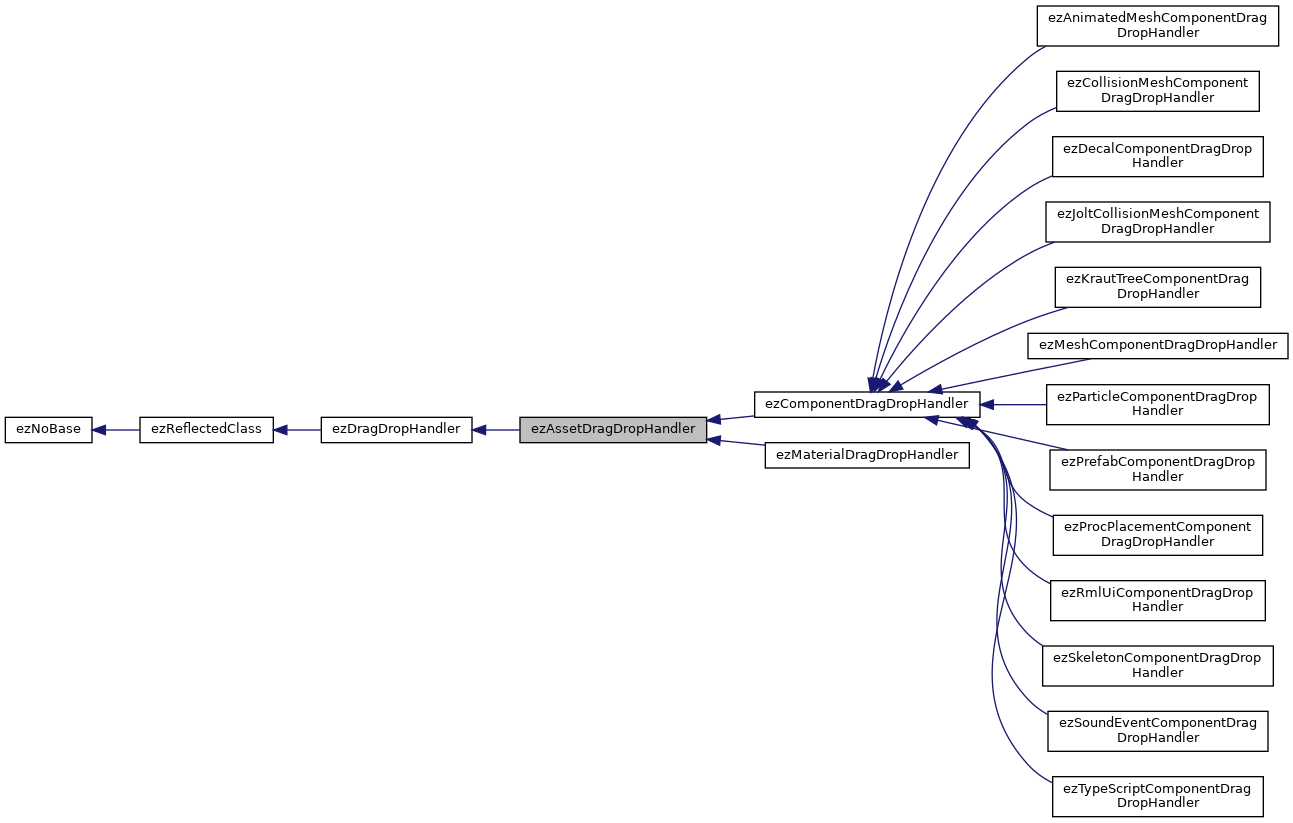 ezNoBase
ezReflectedClass
ezDragDropHandler
ezAssetDragDropHandler
ezComponentDragDropHandler
ezMaterialDragDropHandler
ezAnimatedMeshComponentDrag
DropHandler
ezCollisionMeshComponent
DragDropHandler
ezDecalComponentDragDrop
Handler
ezJoltCollisionMeshComponent
DragDropHandler
ezKrautTreeComponentDrag
DropHandler
ezMeshComponentDragDropHandler
ezParticleComponentDragDrop
Handler
ezPrefabComponentDragDrop
Handler
ezProcPlacementComponent
DragDropHandler
ezRmlUiComponentDragDrop
Handler
ezSkeletonComponentDragDrop
Handler
ezSoundEventComponentDrag
DropHandler
ezTypeScriptComponentDrag
DropHandler